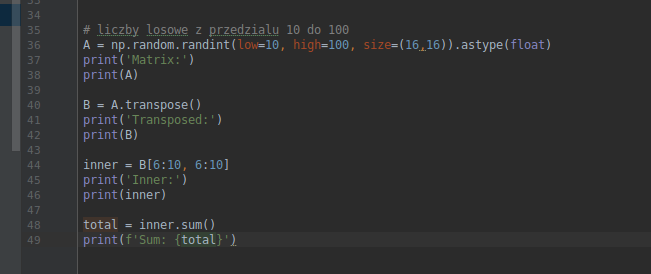 33
34
35 # liczby losowe z przedzialu 10 do 100
36 A = np.random.randint(low=10, high=100, size=(16,16)).astype(float)
37 print('Matrix:')
38 print(A)
39
40 B = A.transpose()
41 print('Transposed:')
42 print(B)
43
44 inner = B[6:10, 6:10]
45 print('Inner:')
46 print(inner)
47
48 total = inner.sum()
49 print(f'Sum: {total}')